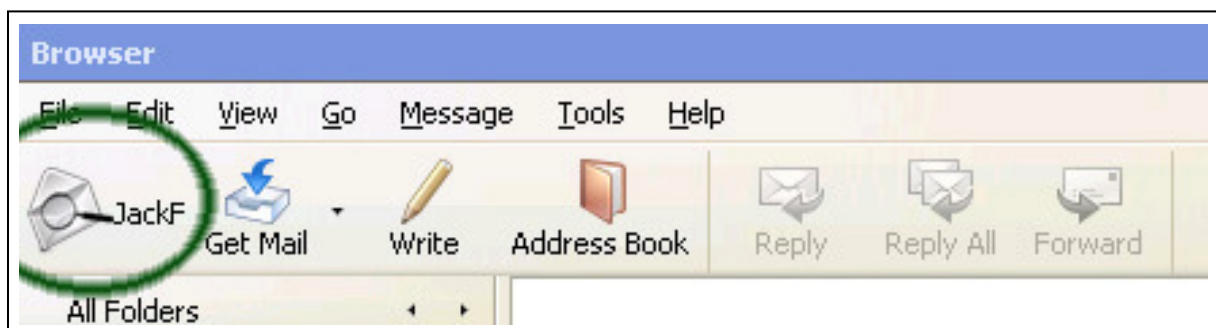 Browser
File Edit View Go Message Tools Help
JackF Get Mail Write Address Book Reply Reply All Forward
All Folders